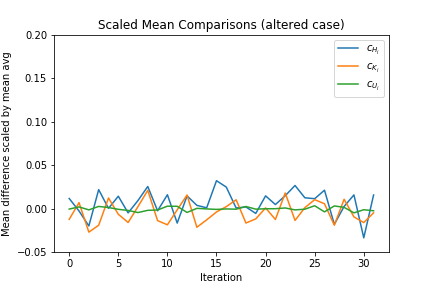 Scaled Mean Comparisons (altered case)
Mean difference scaled by mean avg
0.20
0.15
0.10
0.05
0.00
−0.05
c_{H_i}
c_{K_i}
c_{U_i}
0 5 10 15 20 25 30
Iteration